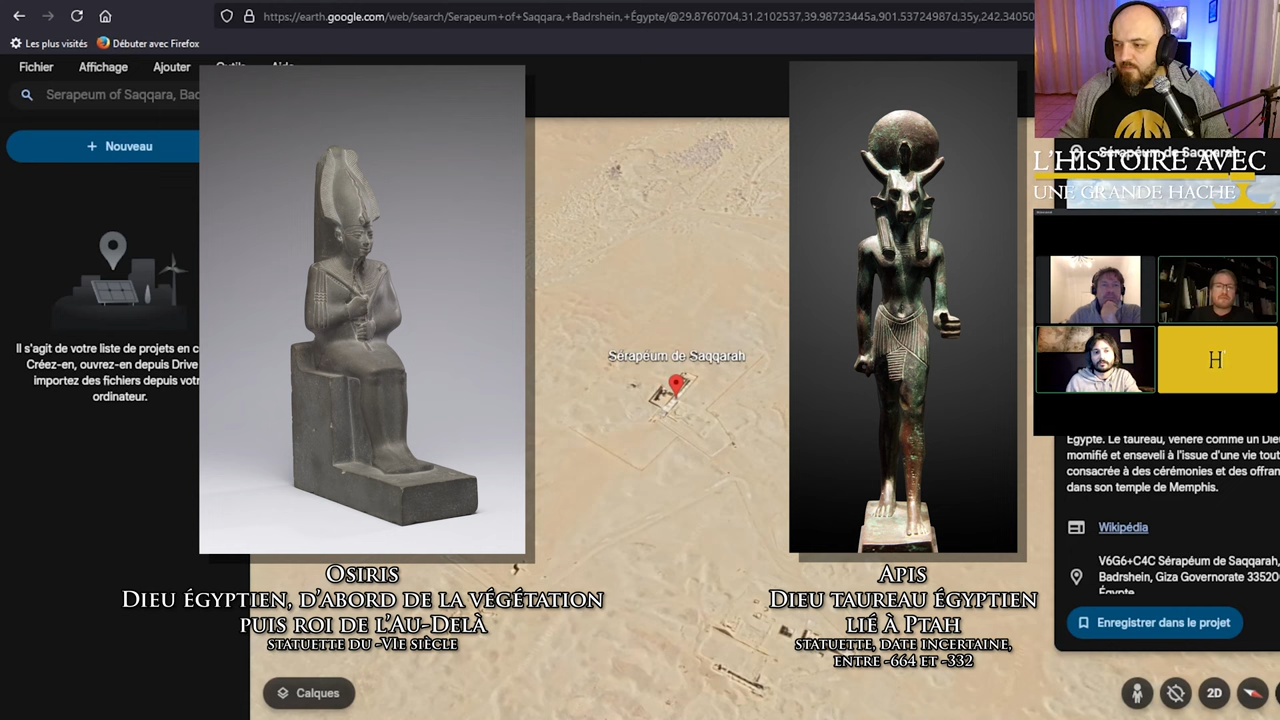 https://earth.google.com/web/search/Serapeum+of+Saqqara,+Badrshein,+Égypte/@29.8760704,31.2102537,39.98723445a,901.53724987d,35y,242.34050
Les plus visités
Débuter avec Firefox
Fichier
Affichage
Ajouter
Serapeum of Saqqara, Bad
Nouveau
Il s'agit de votre liste de projets en c
Créez-en, ouvrez-en depuis Drive
importez des fichiers depuis votr
ordinateur.
Sérapéum de Saqqarah
Sérapéum de Saqqarah
L'HISTOIRE AVEC
UNE GRANDE HACHE
H
Égypte. Le taureau, vénéré comme un Die
momifié et enseveli à l'issue d'une vie tout
consacrée à des cérémonies et des offran
dans son temple de Memphis.
Wikipédia
V6G6+C4C Sérapéum de Saqqarah,
Badrshein, Giza Governorate 33520
Égypte
Enregistrer dans le projet
OSIRIS
DIEU ÉGYPTIEN, D'ABORD DE LA VÉGÉTATION
PUIS ROI DE L'AU-DELÀ
STATUETTE DU -VIE SIÈCLE
APIS
DIEU TAUREAU ÉGYPTIEN
LIÉ À PTAH
STATUETTE, DATE INCERTAINE,
ENTRE -664 ET -332
Calques
2D